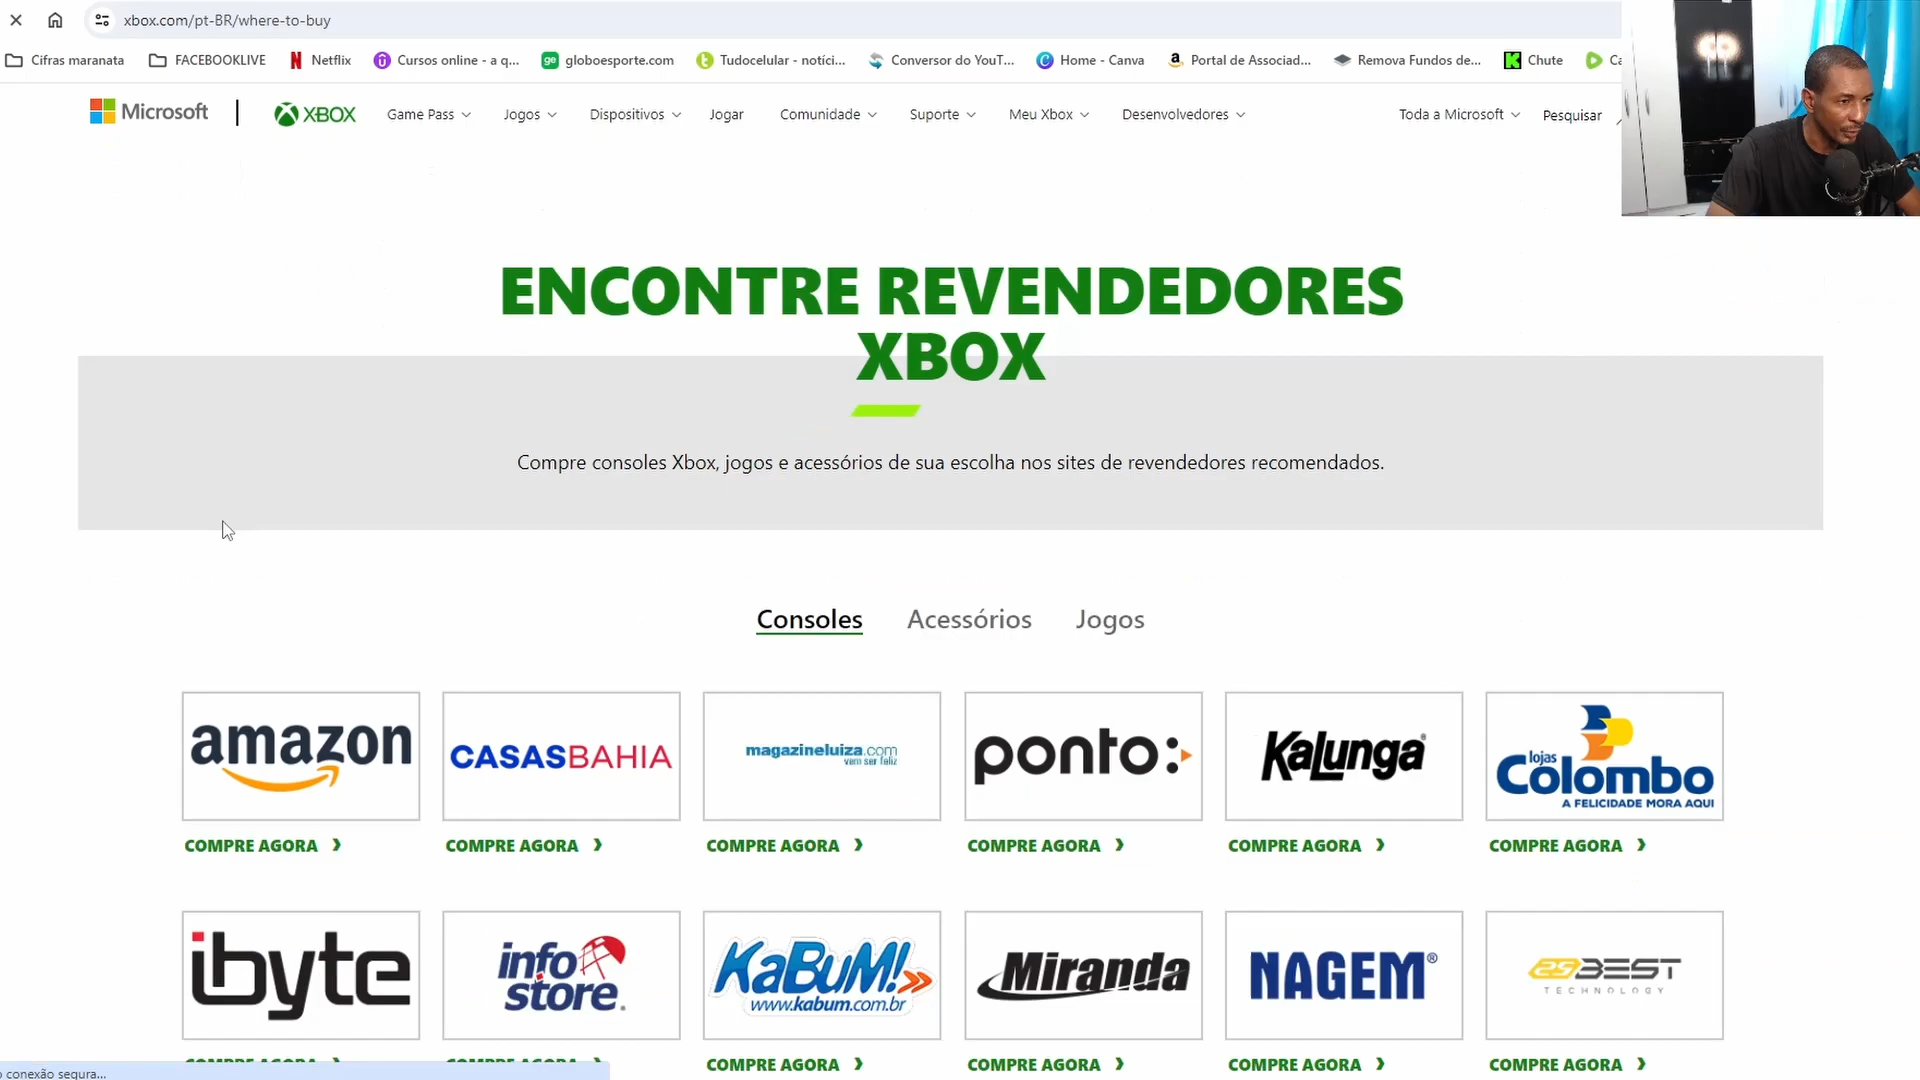 xbox.com/pt-BR/where-to-buy
Cifras maranata
FACEBOOKLIVE
Netflix
Cursos online - a q...
globoesporte.com
Tudocelular - notíci...
Conversor do YouT...
Home - Canva
Portal de Associad...
Remova Fundos de...
Chute
Microsoft
XBOX
Game Pass
Jogos
Dispositivos
Jogar
Comunidade
Suporte
Meu Xbox
Desenvolvedores
Toda a Microsoft
Pesquisar
ENCONTRE REVENDEDORES
XBOX
Compre consoles Xbox, jogos e acessórios de sua escolha nos sites de revendedores recomendados.
Consoles Acessórios Jogos
amazon
CASASBAHIA
magazineluiza.com
vem ser feliz
ponto:
Kalunga
lojas
Colombo
A FELICIDADE MORA AQUI
COMPRE AGORA
COMPRE AGORA
COMPRE AGORA
COMPRE AGORA
COMPRE AGORA
COMPRE AGORA
ibyte
info
store
KaBuM!
www.kabum.com.br
Miranda
NAGEM
BEST
TECHNOLOGY
COMPRE AGORA
COMPRE AGORA
COMPRE AGORA
COMPRE AGORA
conexão segura...